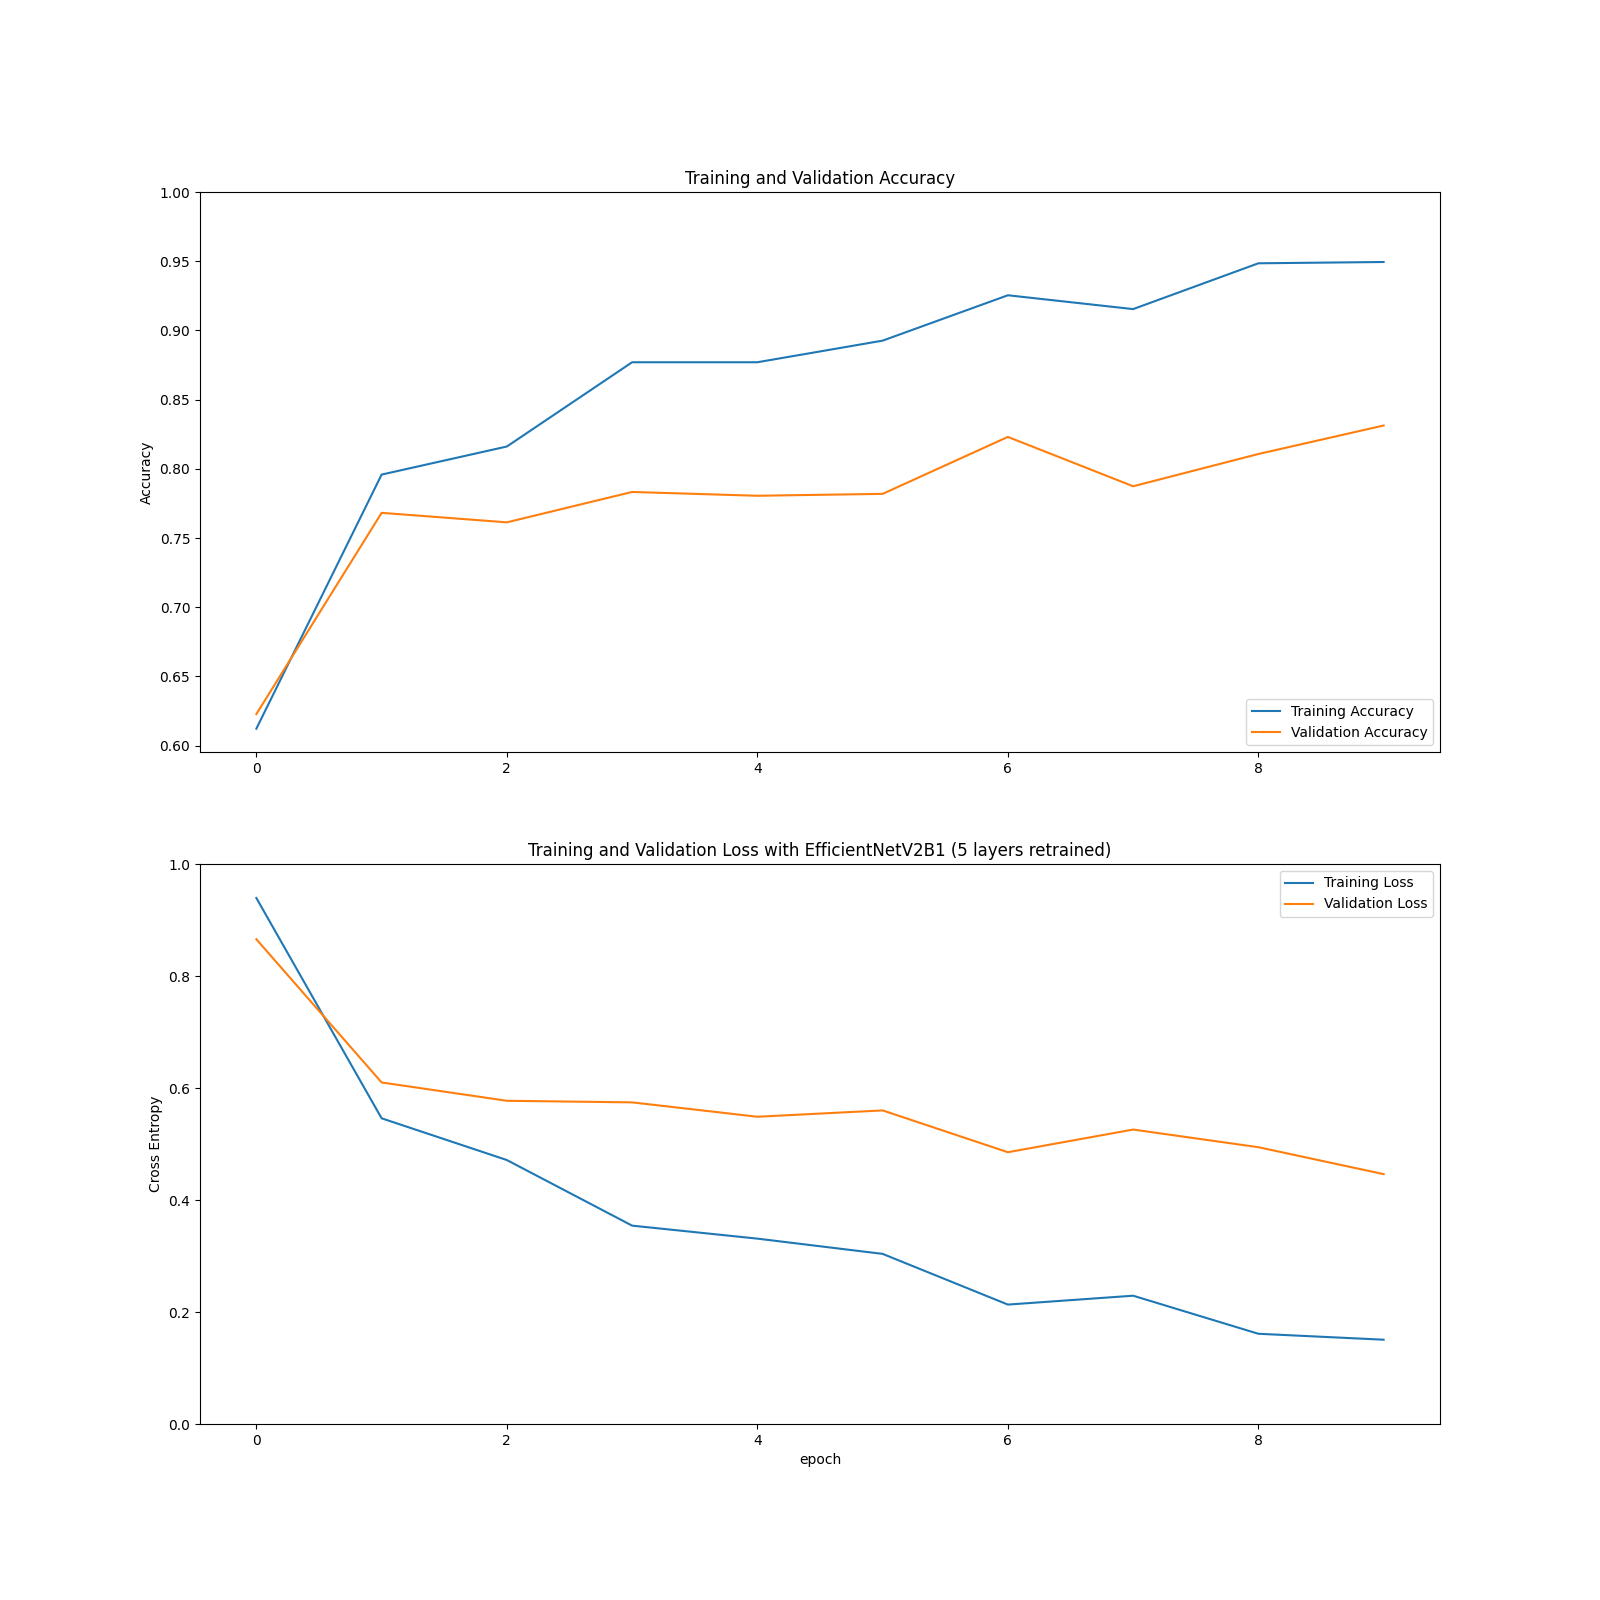 Training and Validation Accuracy
1.00
0.95
0.90
0.85
0.80
0.75
0.70
0.65
0.60
Accuracy
Training Accuracy
Validation Accuracy
0 2 4 6 8
Training and Validation Loss with EfficientNetV2B1 (5 layers retrained)
1.0
0.8
0.6
0.4
0.2
0.0
Cross Entropy
Training Loss
Validation Loss
0 2 4 6 8
epoch